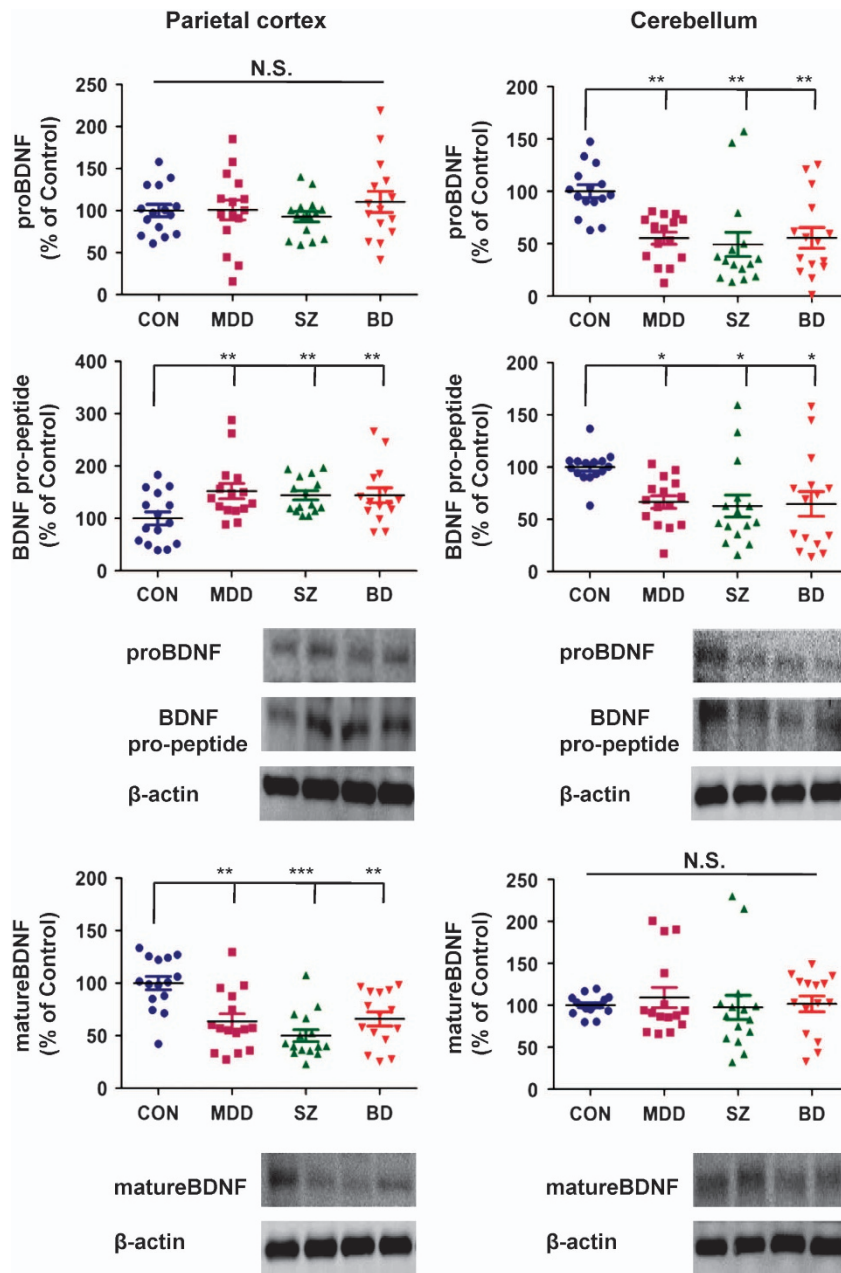 Parietal cortex
Cerebellum
N.S.
proBDNF
(% of Control)
250
200
150
100
50
0
CON MDD SZ BD
** ** **
proBDNF
(% of Control)
200
150
100
50
0
CON MDD SZ BD
** ** **
BDNF pro-peptide
(% of Control)
400
300
200
100
0
CON MDD SZ BD
* * *
BDNF pro-peptide
(% of Control)
200
150
100
50
0
CON MDD SZ BD
proBDNF
BDNF
pro-peptide
β-actin
proBDNF
BDNF
pro-peptide
β-actin
** *** **
matureBDNF
(% of Control)
200
150
100
50
0
CON MDD SZ BD
N.S.
matureBDNF
(% of Control)
250
200
150
100
50
0
CON MDD SZ BD
matureBDNF
β-actin
matureBDNF
β-actin